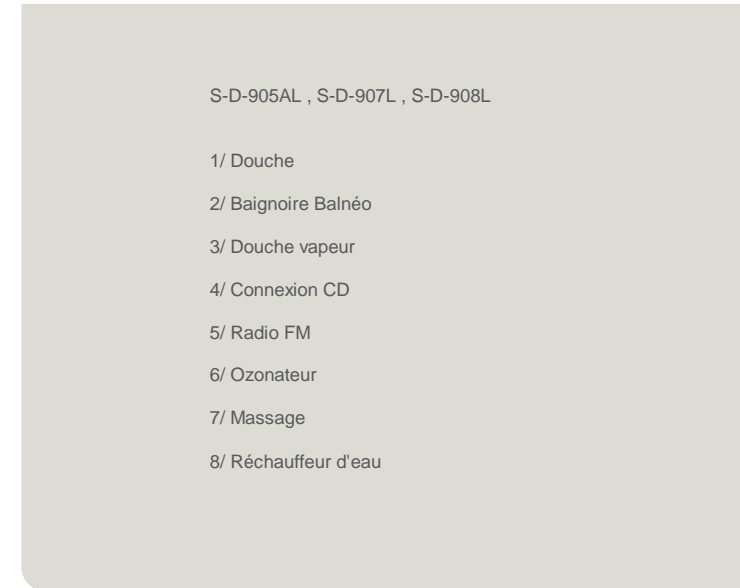 S-D-905AL , S-D-907L , S-D-908L
1/ Douche
2/ Baignoire Balnéo
3/ Douche vapeur
4/ Connexion CD
5/ Radio FM
6/ Ozonateur
7/ Massage
8/ Réchauffeur d'eau